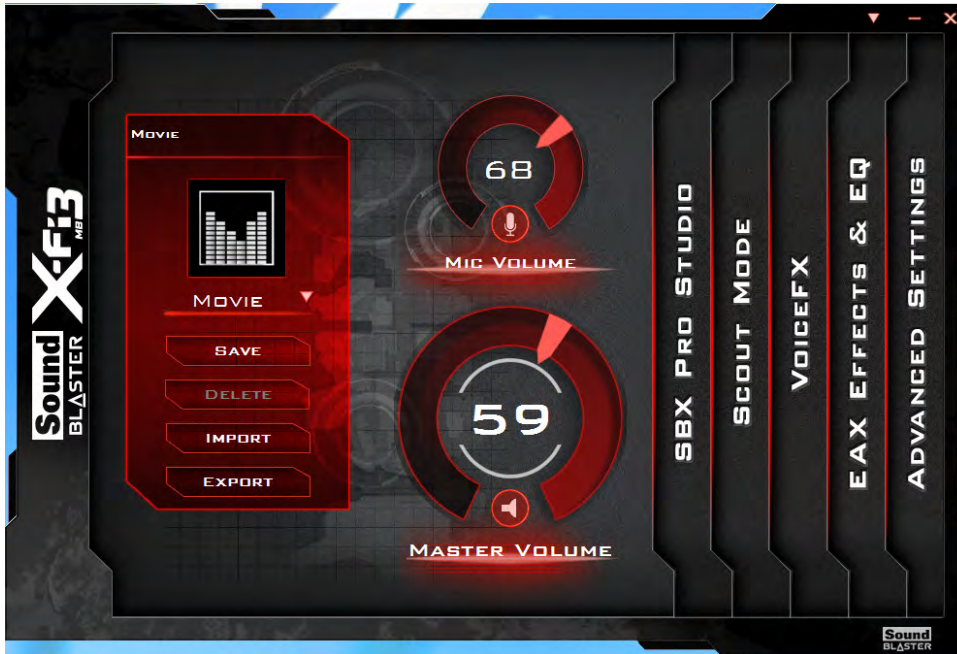 Movie
Movie
Save
Delete
Import
Export
68
Mic Volume
59
Master Volume
SBX Pro Studio
Scout Mode
VoiceFX
EAX Effects & EQ
Advanced Settings
Sound
BLASTER
X-Fi3
MB
Sound
BLASTER